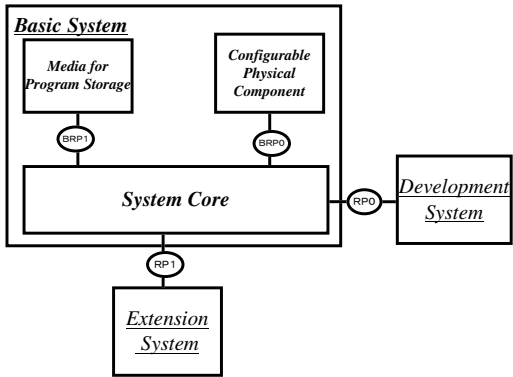 Basic System
Media for
Program Storage
Configurable
Physical
Component
BRP1
BRP0
System Core
RP0
Development
System
RP1
Extension
System